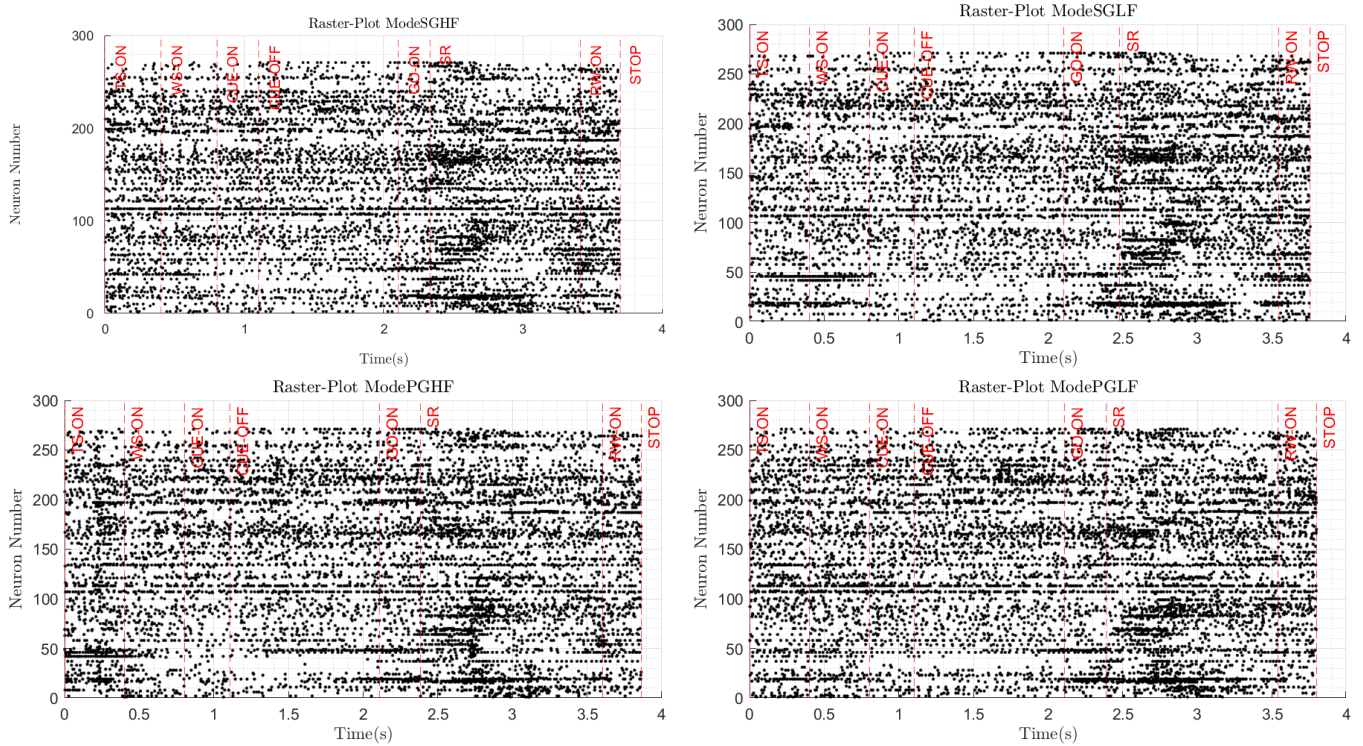 Raster-Plot ModeSGHF
300
200
100
0
Neuron Number
TS-ON
WS-ON
CUE-ON
CUE-OFF
GO-ON
SR
RW-ON
STOP
0 1 2 3 4
Time(s)
Raster-Plot ModeSGLF
300
250
200
150
100
50
0
Neuron Number
TS-ON
WS-ON
CUE-ON
CUE-OFF
GO-ON
SR
RW-ON
STOP
0 0.5 1 1.5 2 2.5 3 3.5 4
Time(s)
Raster-Plot ModePGHF
300
250
200
150
100
50
0
Neuron Number
TS-ON
WS-ON
CUE-ON
CUE-OFF
GO-ON
SR
RW-ON
STOP
0 0.5 1 1.5 2 2.5 3 3.5 4
Time(s)
Raster-Plot ModePGLF
300
250
200
150
100
50
0
Neuron Number
TS-ON
WS-ON
CUE-ON
CUE-OFF
GO-ON
SR
RW-ON
STOP
0 0.5 1 1.5 2 2.5 3 3.5 4
Time(s)